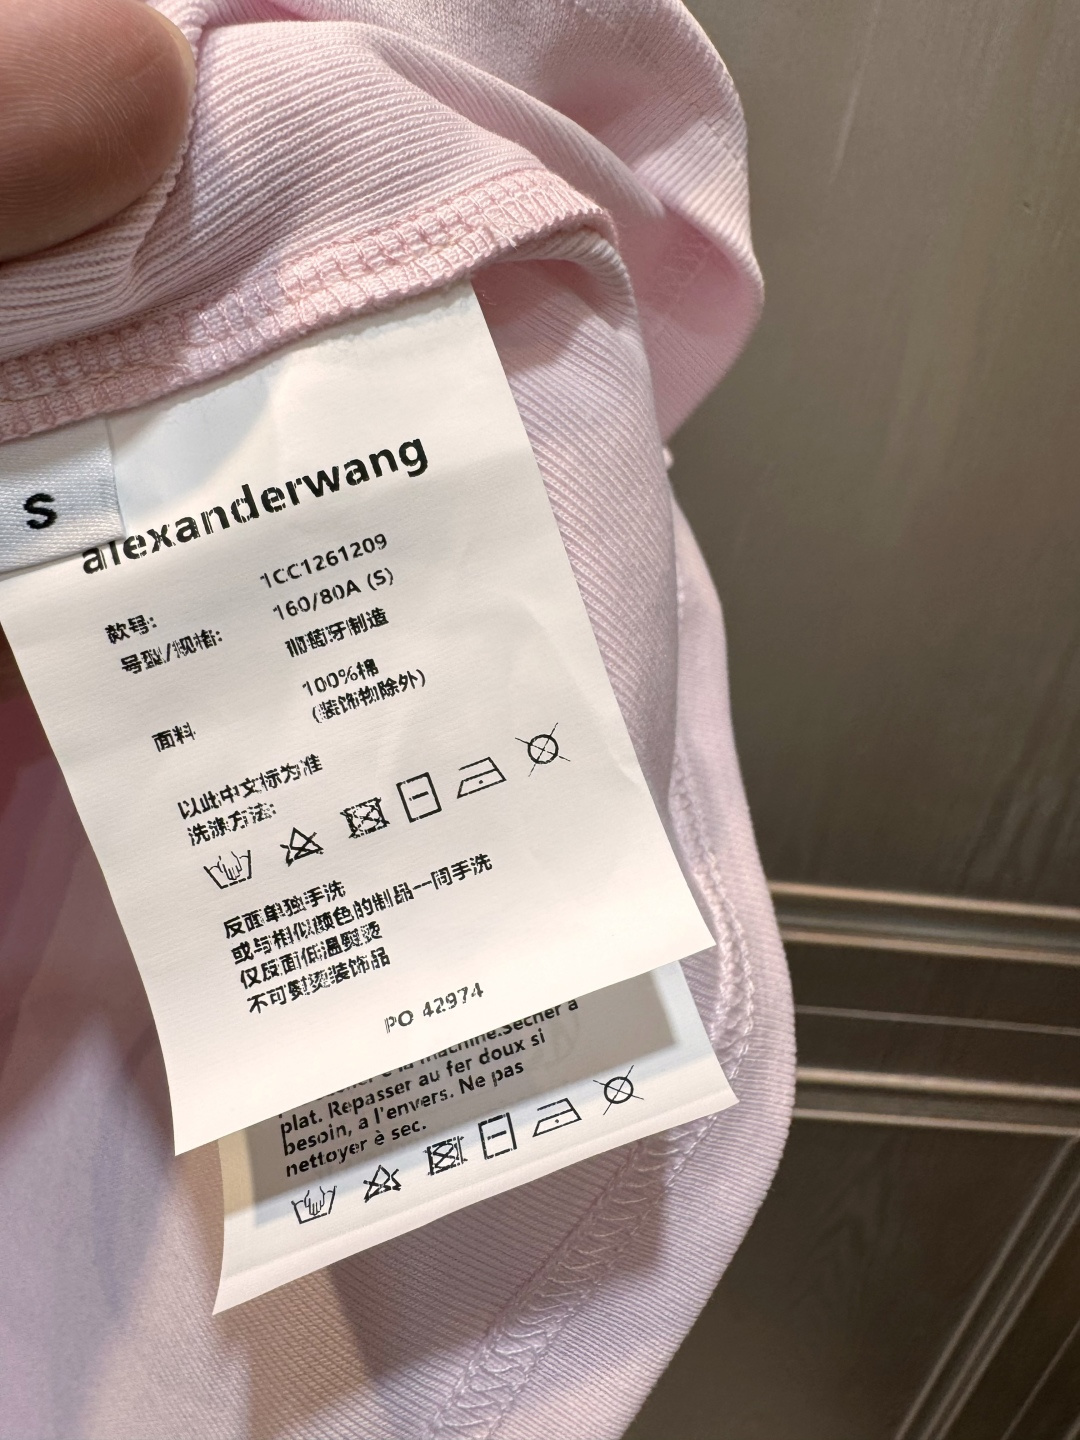 S
alexanderwang
款号: 1CC1261209
号型/规格: 160/80A (S)
葡萄牙制造
面料 100%棉
(装饰物除外)
以此中文标为准
洗涤方法:
反面单独手洗
或与相似颜色的制品一同手洗
仅反面低温熨烫
不可熨烫装饰品
PO 42974
machine.Sécher à
plat. Repasser au fer doux si
besoin, a l'envers. Ne pas
nettoyer è sec.